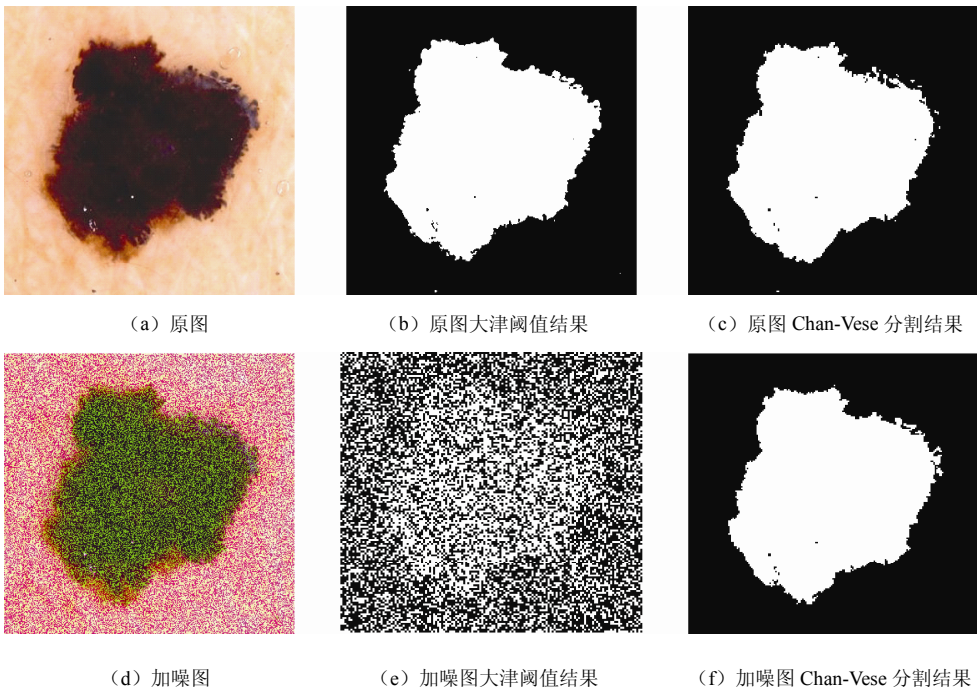 （a）原图
（b）原图大津阈值结果
（c）原图 Chan-Vese 分割结果
（d）加噪图
（e）加噪图大津阈值结果
（f）加噪图 Chan-Vese 分割结果